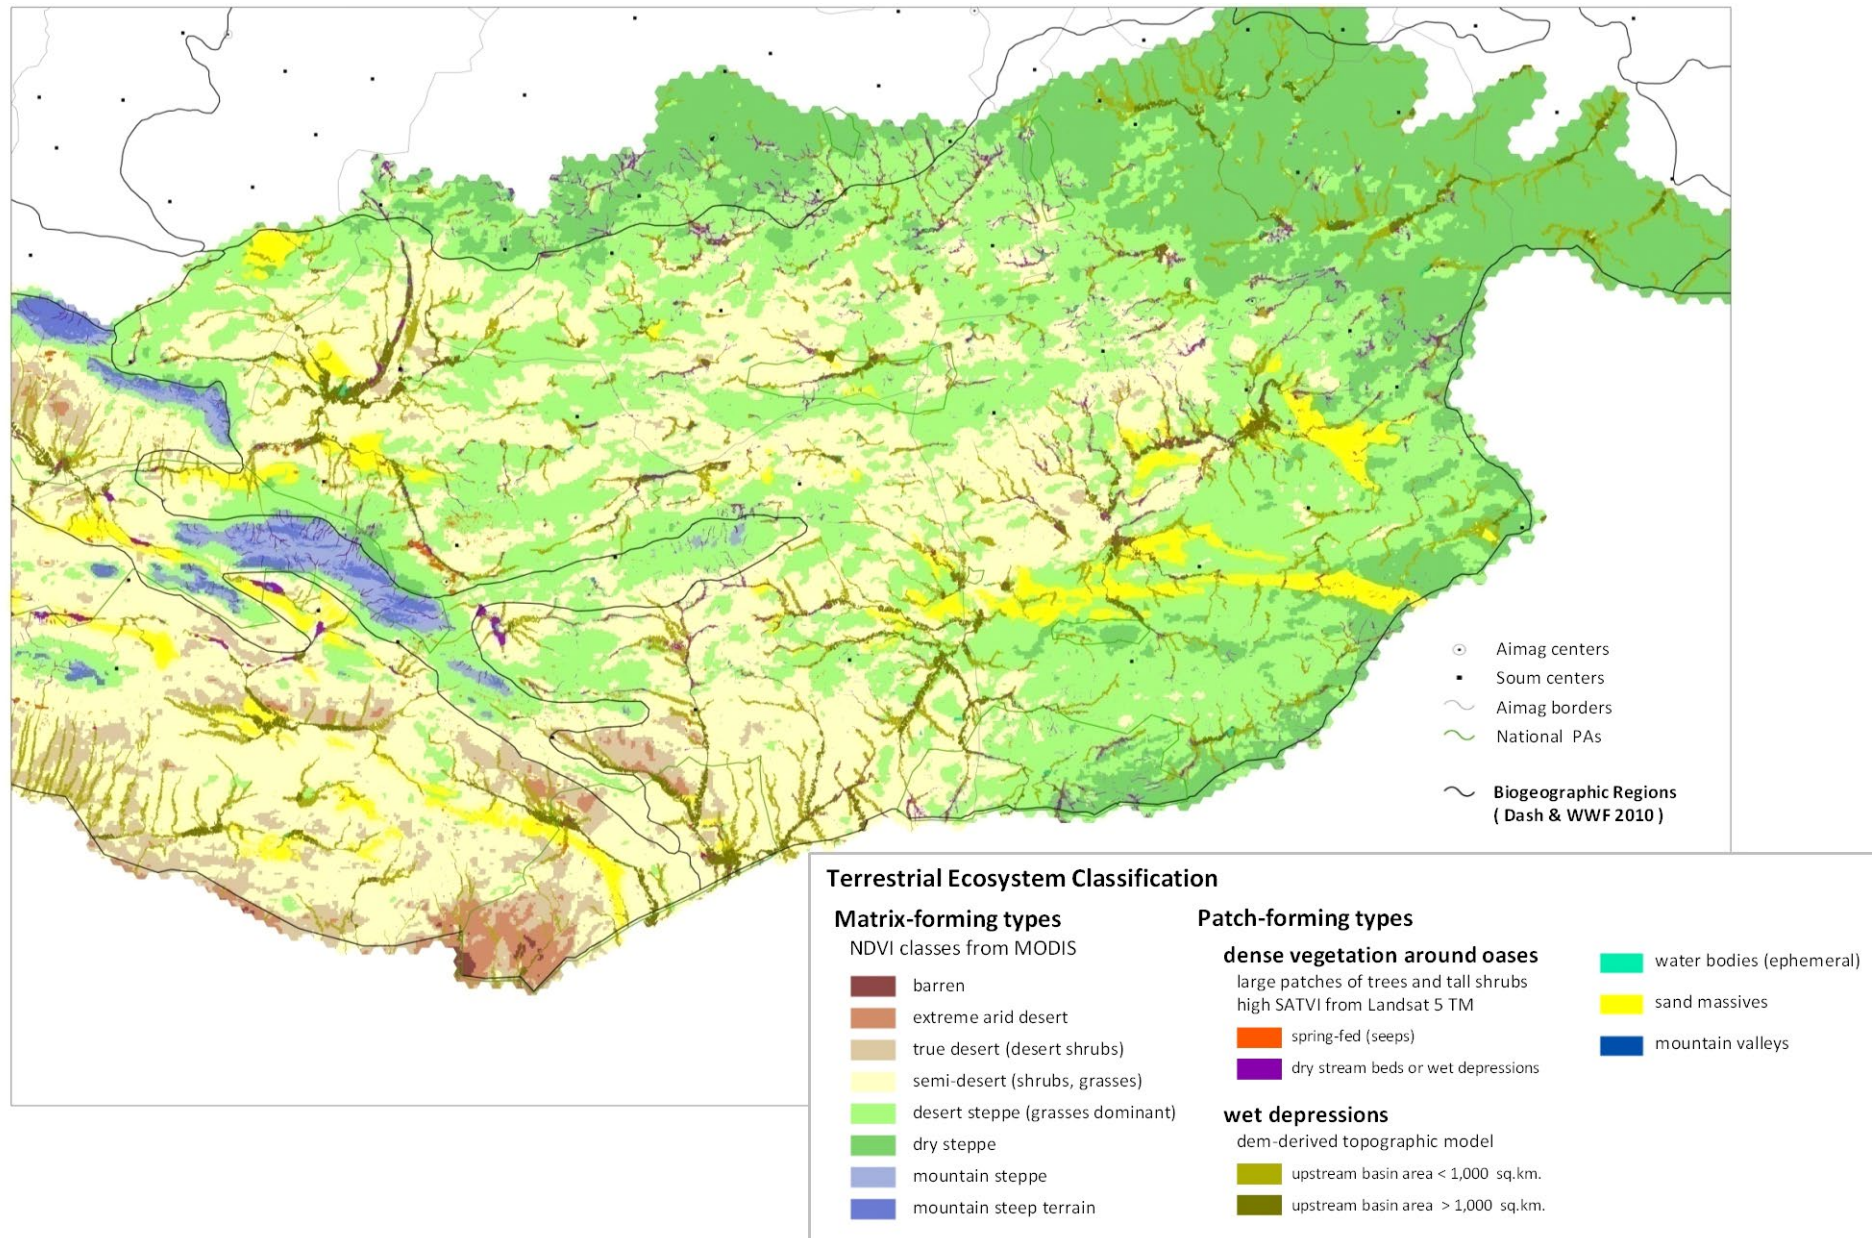 Aimag centers
Soum centers
Aimag borders
National PAs
Biogeographic Regions
( Dash & WWF 2010 )
Terrestrial Ecosystem Classification
Matrix-forming types
NDVI classes from MODIS
barren
extreme arid desert
true desert (desert shrubs)
semi-desert (shrubs, grasses)
desert steppe (grasses dominant)
dry steppe
mountain steppe
mountain steep terrain
Patch-forming types
dense vegetation around oases
large patches of trees and tall shrubs
high SATVI from Landsat 5 TM
spring-fed (seeps)
dry stream beds or wet depressions
wet depressions
dem-derived topographic model
upstream basin area < 1,000 sq.km.
upstream basin area > 1,000 sq.km.
water bodies (ephemeral)
sand massives
mountain valleys